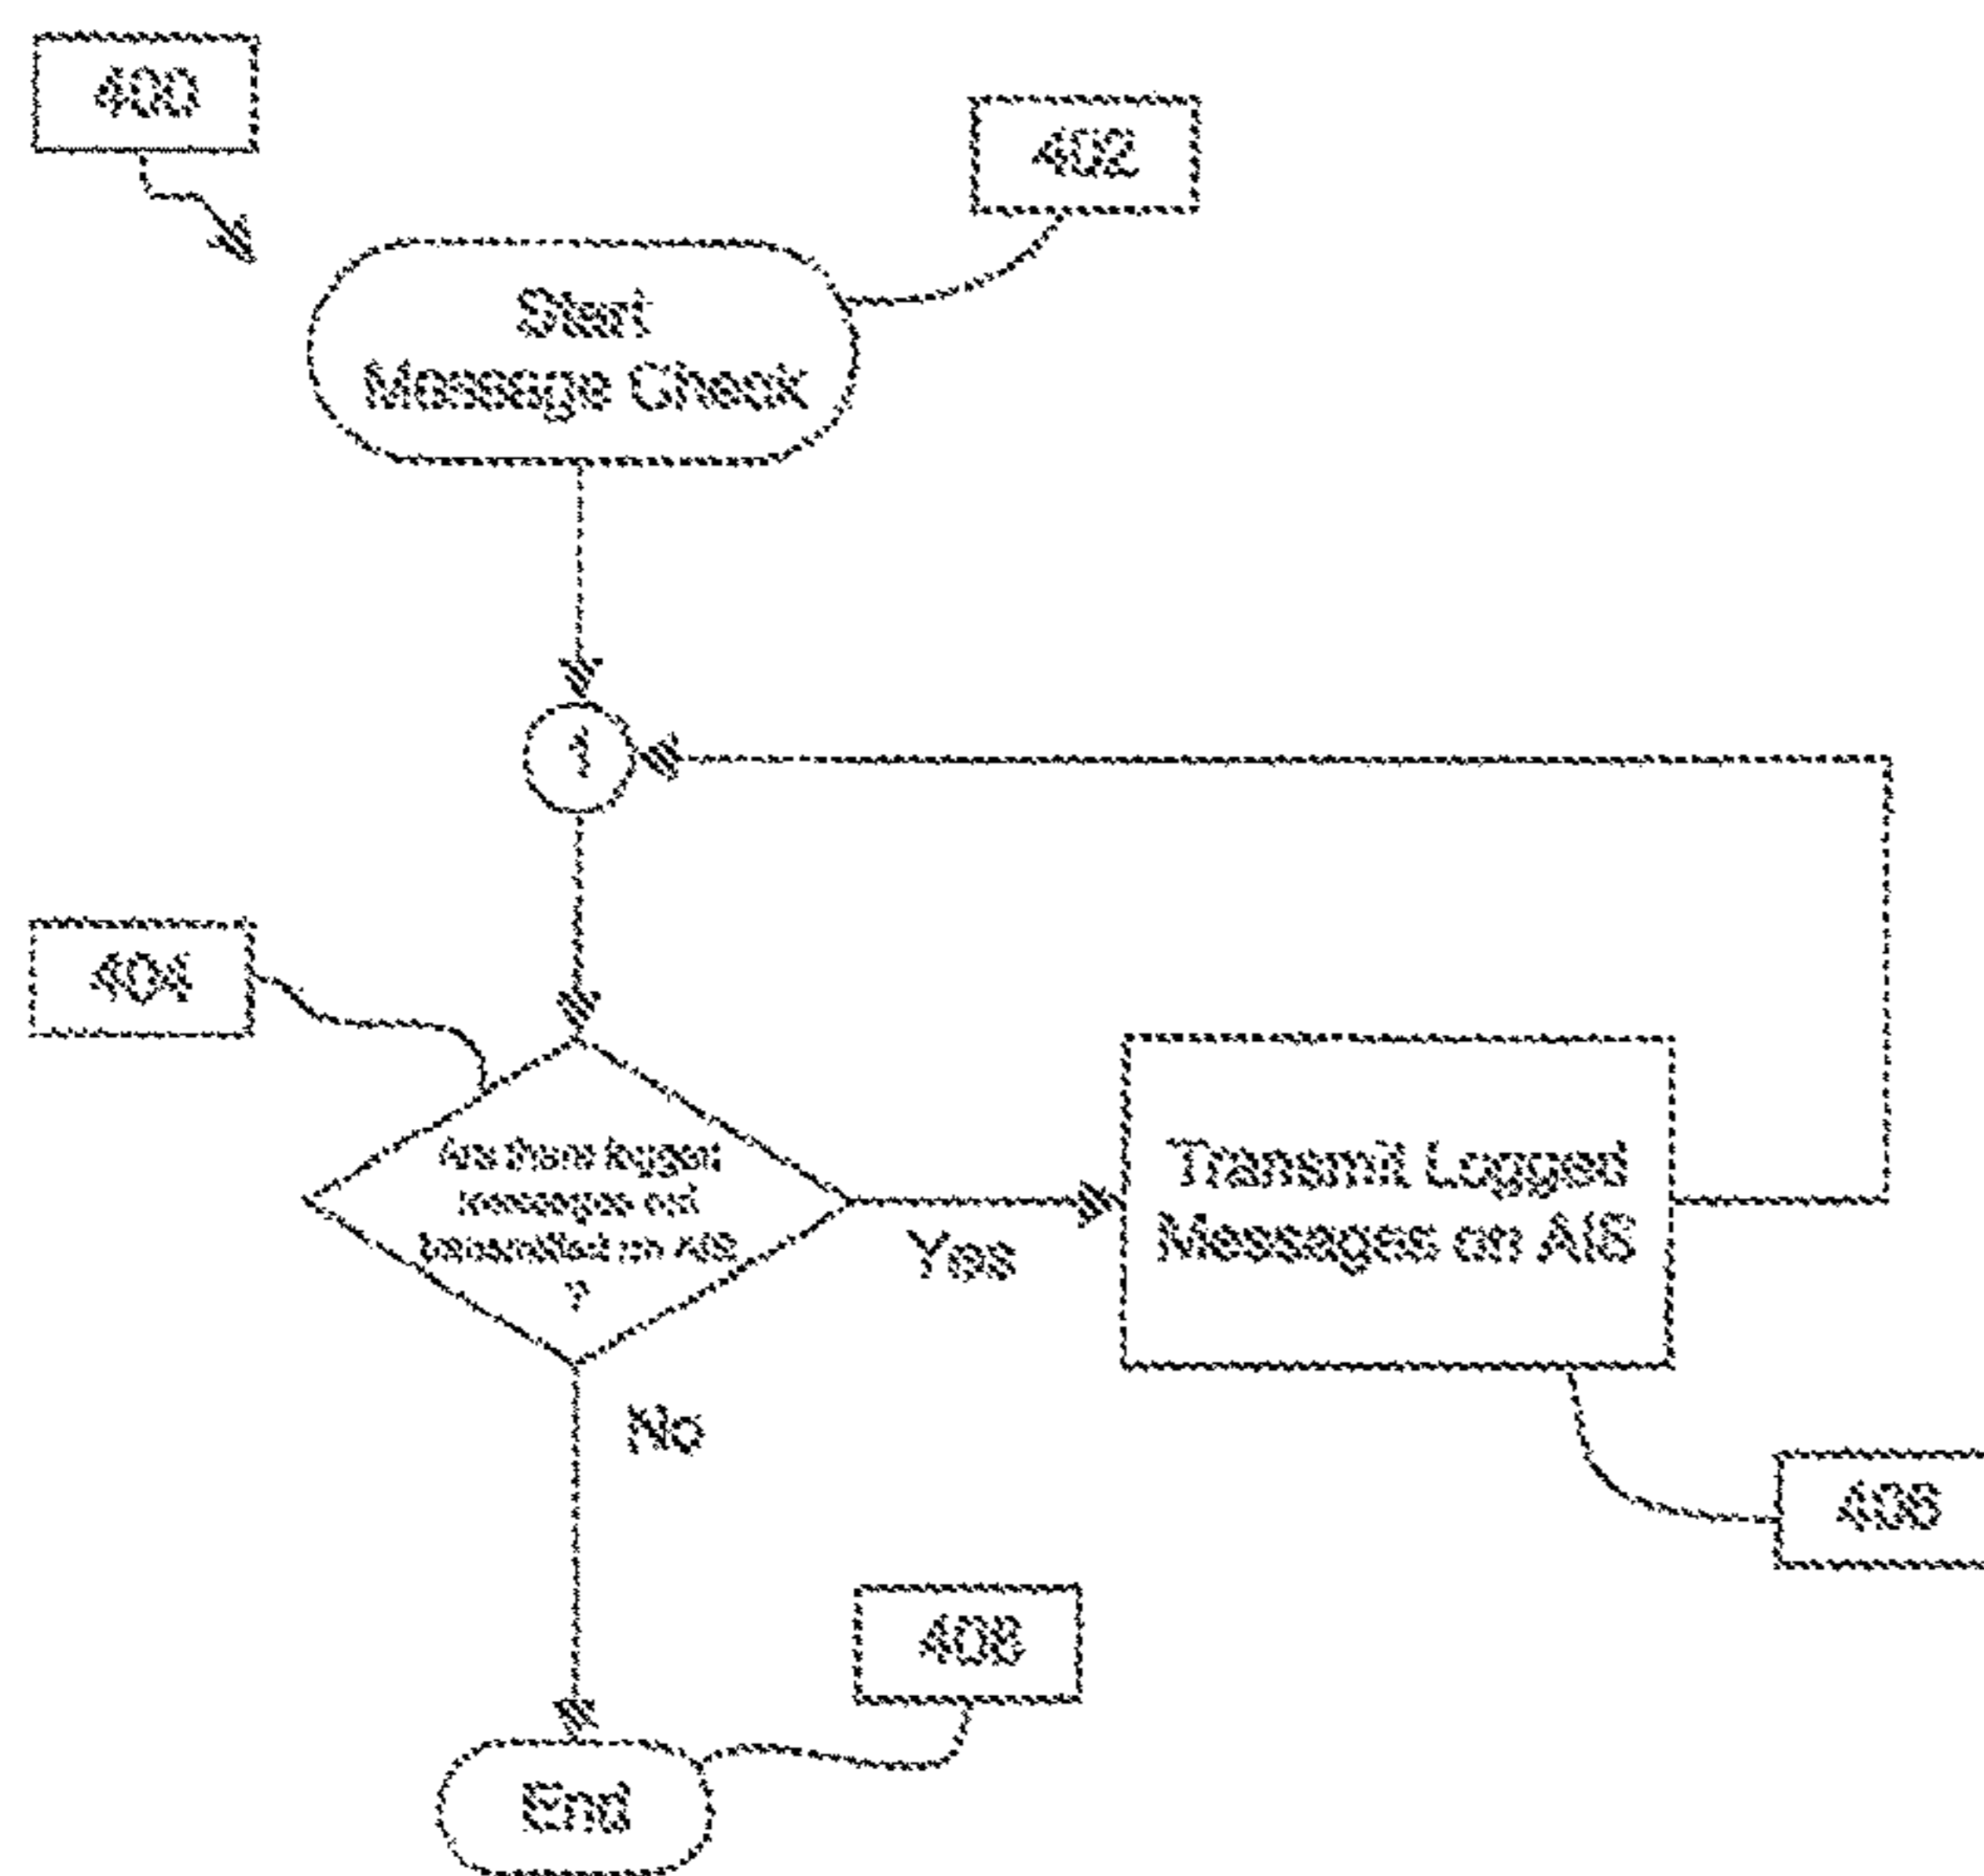 400
402
Start
Message Check
1
404
Are there logged
messages not
transmitted on AIS
?
Yes
Transmit Logged
Messages on AIS
No
406
408
End